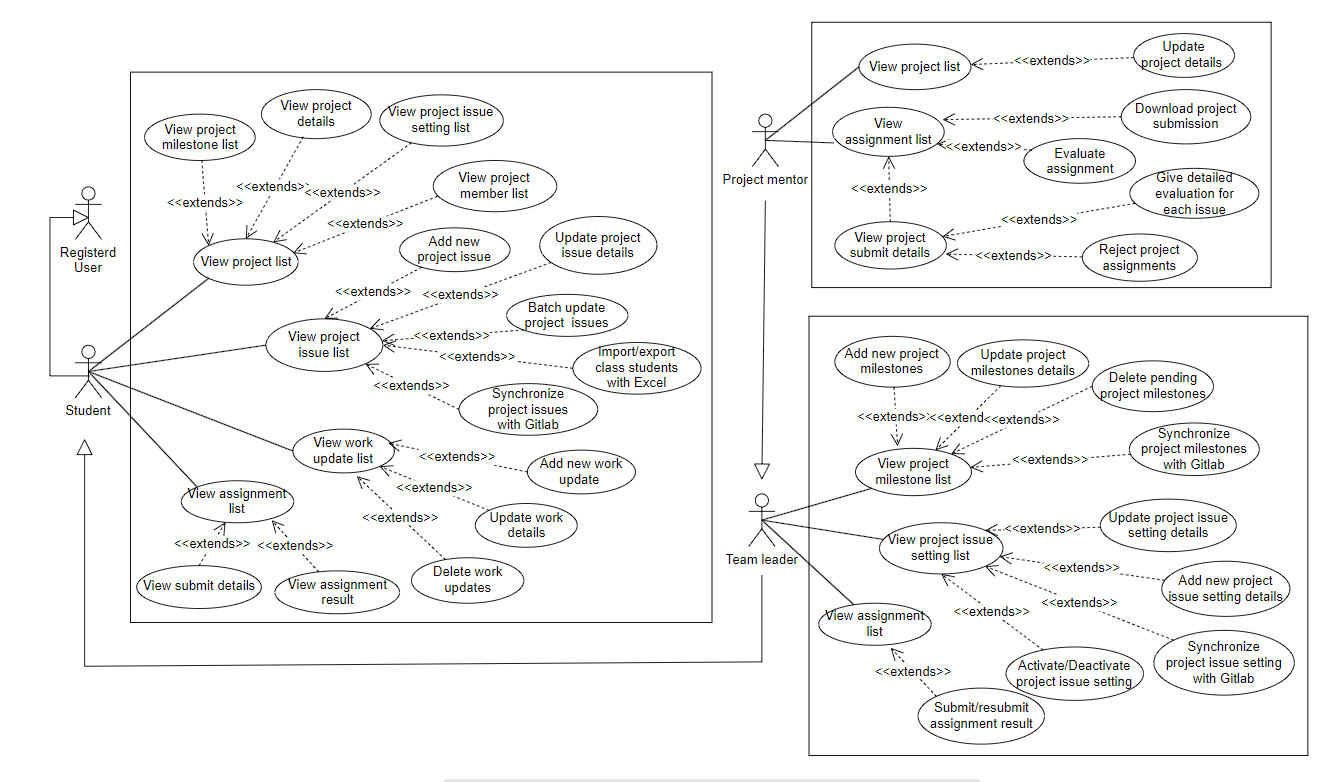 View project
milestone list
View project
details
View project issue
setting list
View project
member list
<<extends>>
<<extends>>
<<extends>>
<<extends>>
View project list
Registerd
User
Student
Add new
project issue
Update project
issue details
<<extends>>
<<extends>>
Batch update
project issues
<<extends>>
View project
issue list
<<extends>>
Import/export
class students
with Excel
<<extends>>
Synchronize
project issues
with Gitlab
View work
update list
<<extends>>
Add new work
update
<<extends>>
Update work
details
<<extends>>
Delete work
updates
View assignment
list
<<extends>>
<<extends>>
View submit details
View assignment
result
Project mentor
View project list
<<extends>>
Update
project details
View
assignment list
<<extends>>
Download project
submission
<<extends>>
Evaluate
assignment
<<extends>>
Give detailed
evaluation for
each issue
<<extends>>
View project
submit details
<<extends>>
Reject project
assignments
Team leader
Add new project
milestones
Update project
milestones details
Delete pending
project milestones
<<extends>
<<extend
<<extends>>
Synchronize
project milestones
with Gitlab
<<extends>>
View project
milestone list
View project issue
setting list
<<extends>>
Update project issue
setting details
<<extends>>
Add new project
issue setting details
<<extends>>
Synchronize
project issue setting
with Gitlab
<<extends>>
Activate/Deactivate
project issue setting
View assignment
list
<<extends>>
Submit/resubmit
assignment result